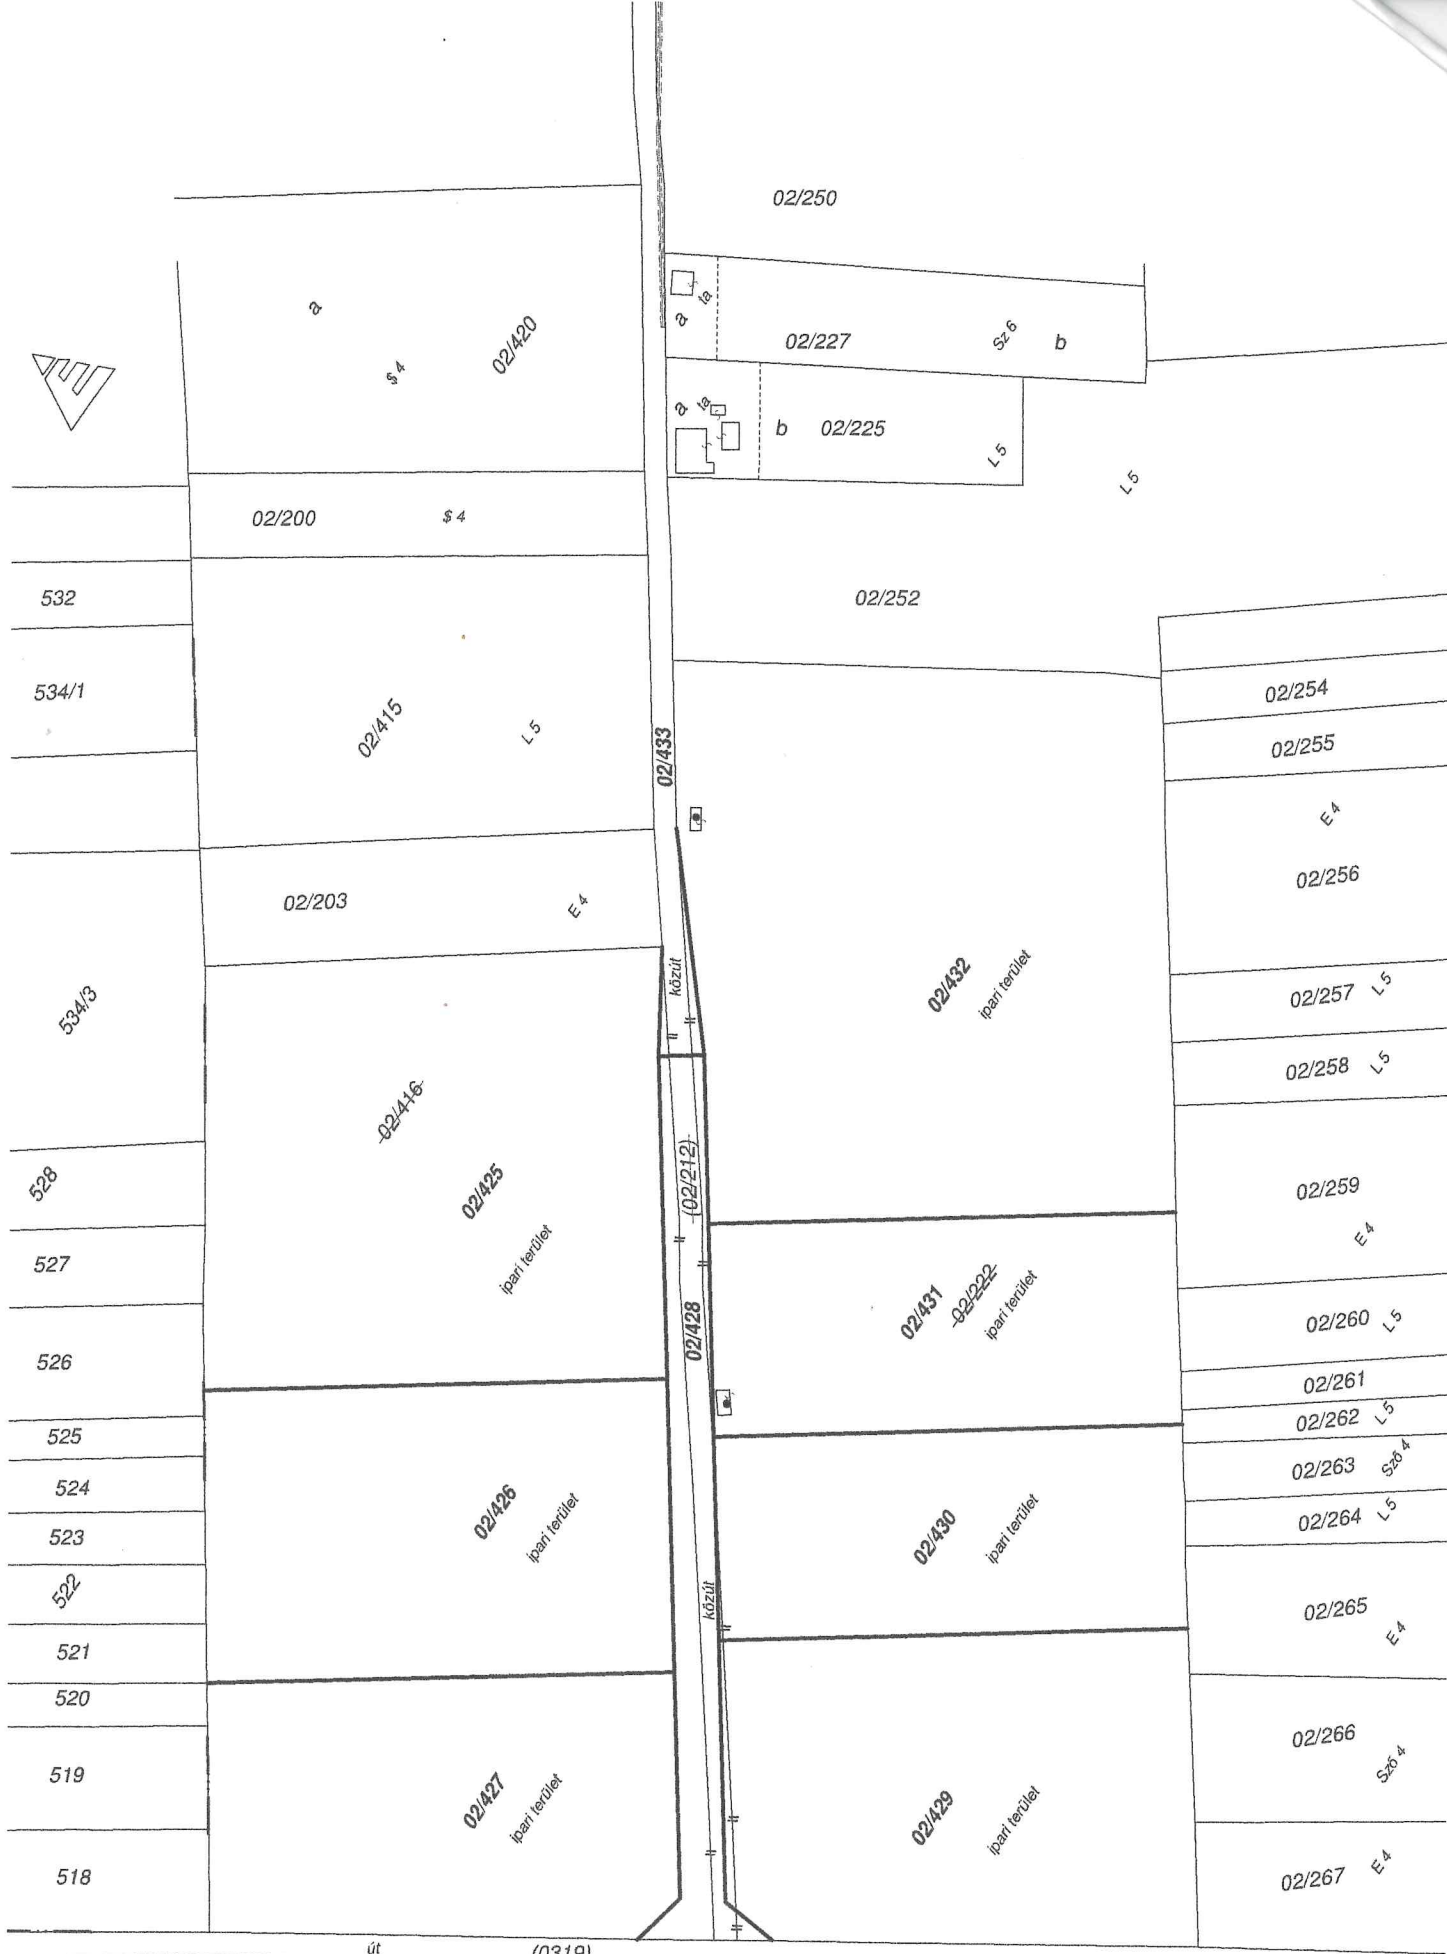 02/250
a
ta
a
02/227
Sz 6
b
a
$ 4
02/420
a
ta
b
02/225
L 5
L 5
02/200
$ 4
532
02/252
534/1
02/415
L 5
02/433
02/254
02/255
E 4
02/256
02/203
E 4
közút
02/432
ipari terület
02/257
L 5
534/3
02/258
L 5
02/416
02/425
ipari terület
(02/212)
528
02/259
E 4
527
02/428
02/431
02/222
ipari terület
02/260
L 5
526
02/261
02/262
L 5
525
02/263
Sző 4
524
02/426
ipari terület
02/430
ipari terület
02/264
L 5
523
522
közút
02/265
E 4
521
520
02/266
Sző 4
519
02/427
ipari terület
02/429
ipari terület
518
02/267
E 4
út
(0319)